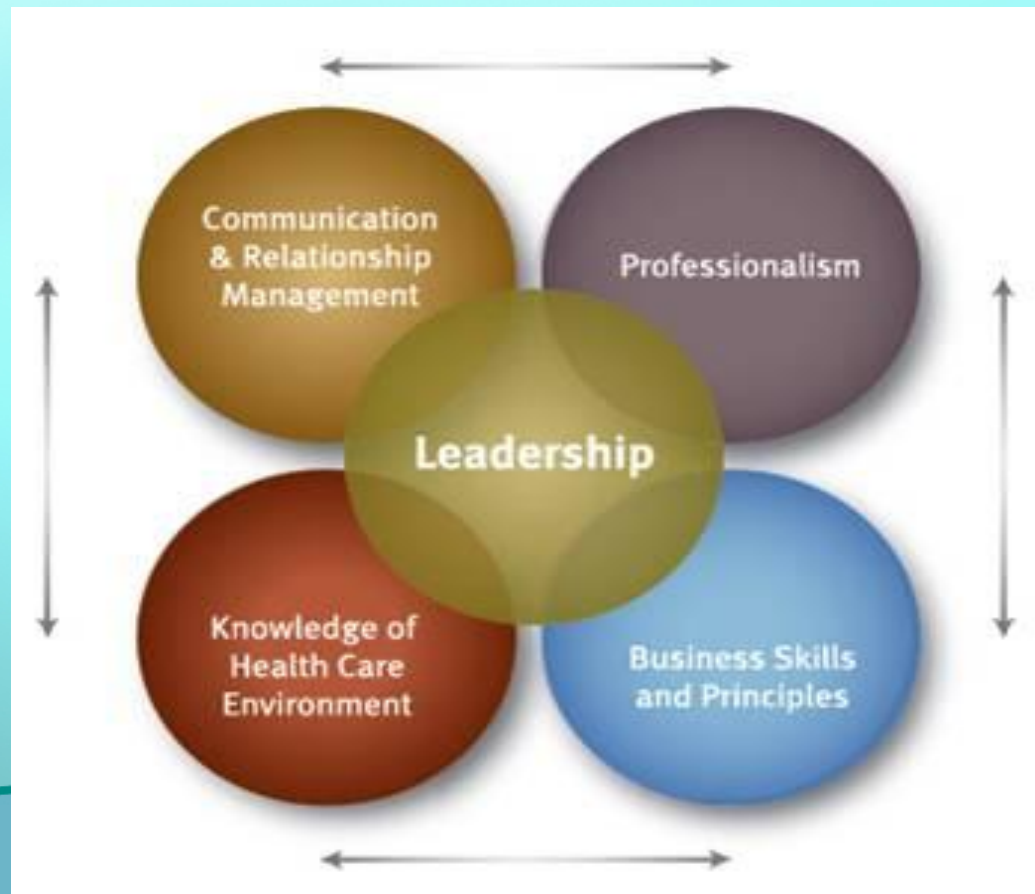 Communication
& Relationship
Management
Professionalism
Leadership
Knowledge of
Health Care
Environment
Business Skills
and Principles